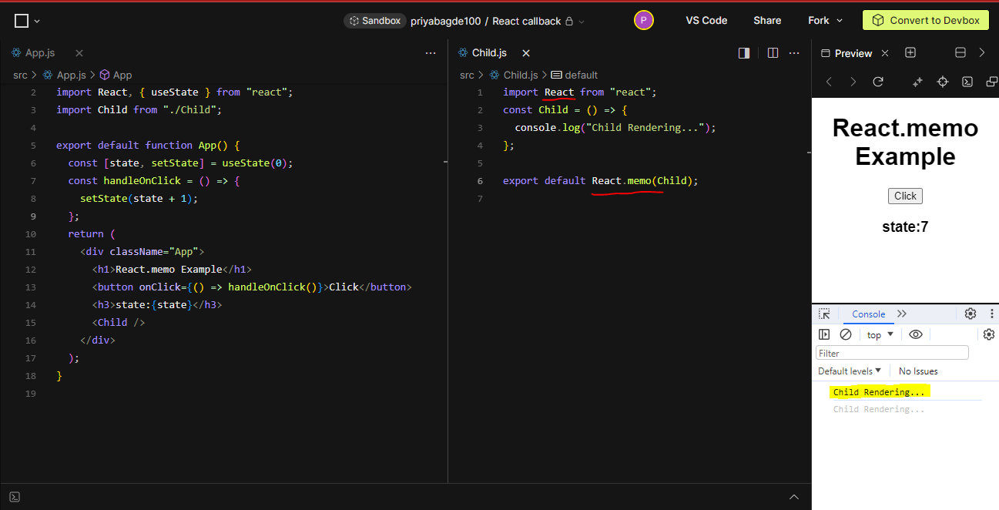 Sandbox priyabagde100 / React callback
P
VS Code Share Fork Convert to Devbox
App.js
src > App.js > App
2 import React, { useState } from "react";
3 import Child from "./Child";
4
5 export default function App() {
6 const [state, setState] = useState(0);
7 const handleOnClick = () => {
8 setState(state + 1);
9 };
10 return (
11 <div className="App">
12 <h1>React.memo Example</h1>
13 <button onClick={() => handleOnClick()}>Click</button>
14 <h3>state:{state}</h3>
15 <Child />
16 </div>
17 );
18 }
19
Child.js
src > Child.js > default
1 import React from "react";
2 const Child = () => {
3 console.log("Child Rendering...");
4 };
5
6 export default React.memo(Child);
7
Preview
React.memo
Example
Click
state:7
Console
top
Filter
Default levels No Issues
Child Rendering...
Child Rendering...